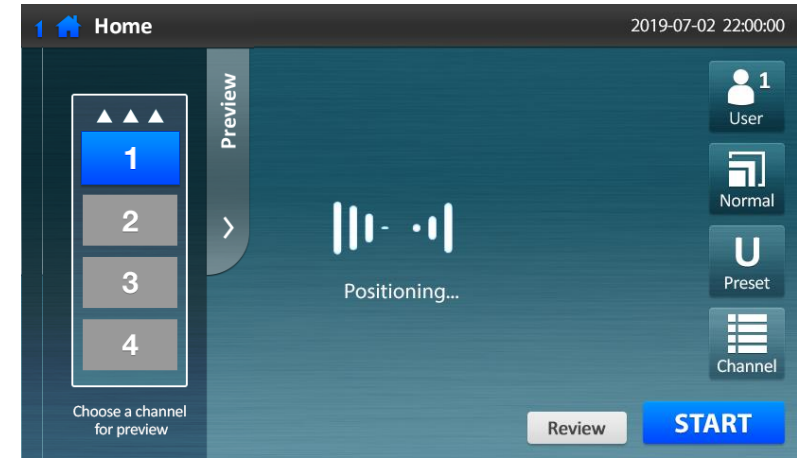 1 Home
2019-07-02 22:00:00
1
2
3
4
Choose a channel
for preview
Preview
>
Positioning...
1
User
Normal
U
Preset
Channel
Review
START